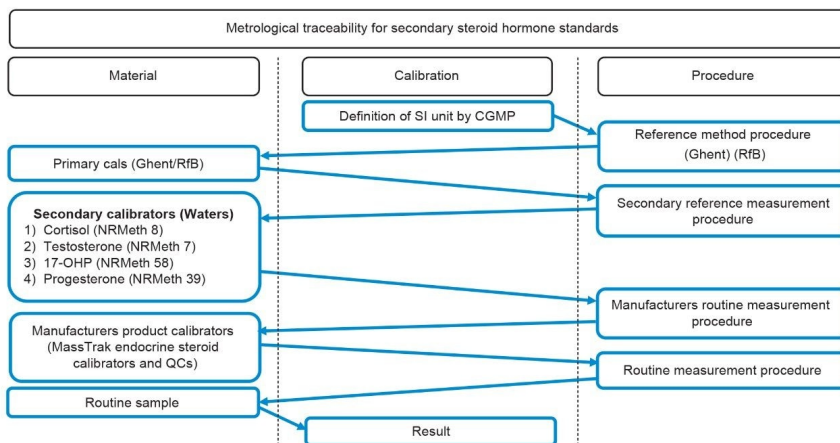 Metrological traceability for secondary steroid hormone standards
Material
Calibration
Procedure
Definition of SI unit by CGMP
Reference method procedure
(Ghent) (RfB)
Primary cals (Ghent/RfB)
Secondary reference measurement
procedure
Secondary calibrators (Waters)
1) Cortisol (NRMeth 8)
2) Testosterone (NRMeth 7)
3) 17-OHP (NRMeth 58)
4) Progesterone (NRMeth 39)
Manufacturers routine measurement
procedure
Manufacturers product calibrators
(MassTrak endocrine steroid
calibrators and QCs)
Routine measurement procedure
Routine sample
Result